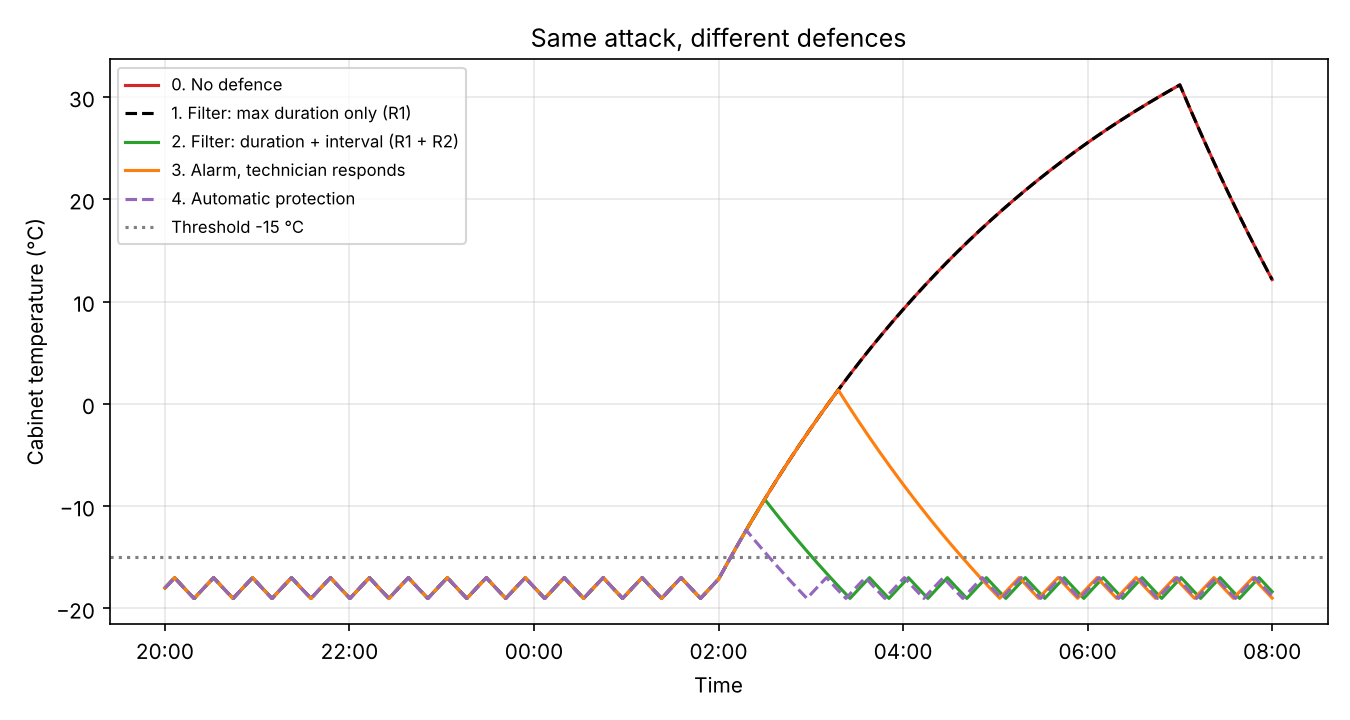 Same attack, different defences
0. No defence
1. Filter: max duration only (R1)
2. Filter: duration + interval (R1 + R2)
3. Alarm, technician responds
4. Automatic protection
Threshold -15 °C
Cabinet temperature (°C)
30
20
10
0
−10
−20
20:00 22:00 00:00 02:00 04:00 06:00 08:00
Time